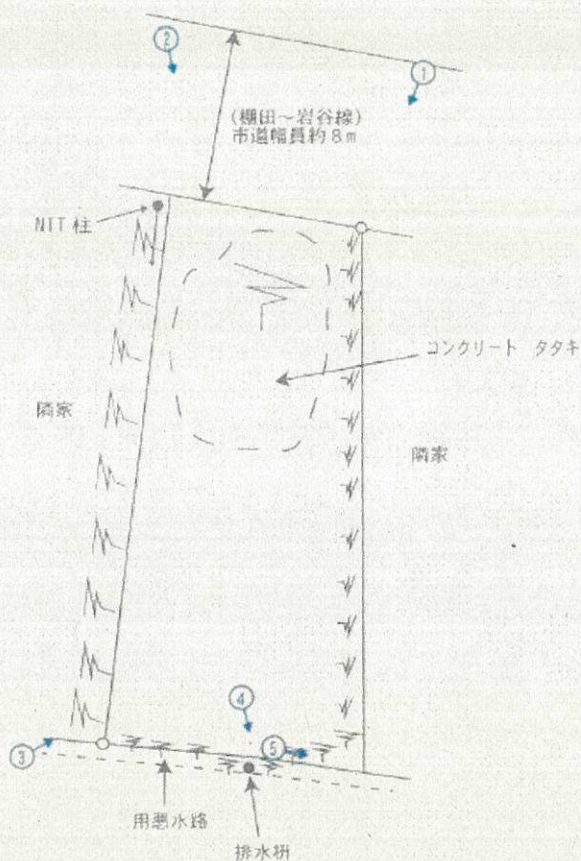 ②
①
(棚田～岩谷線)
市道幅員約8m
NTT柱
コンクリート タタキ
隣家
隣家
④
③
⑤
用悪水路
排水枡